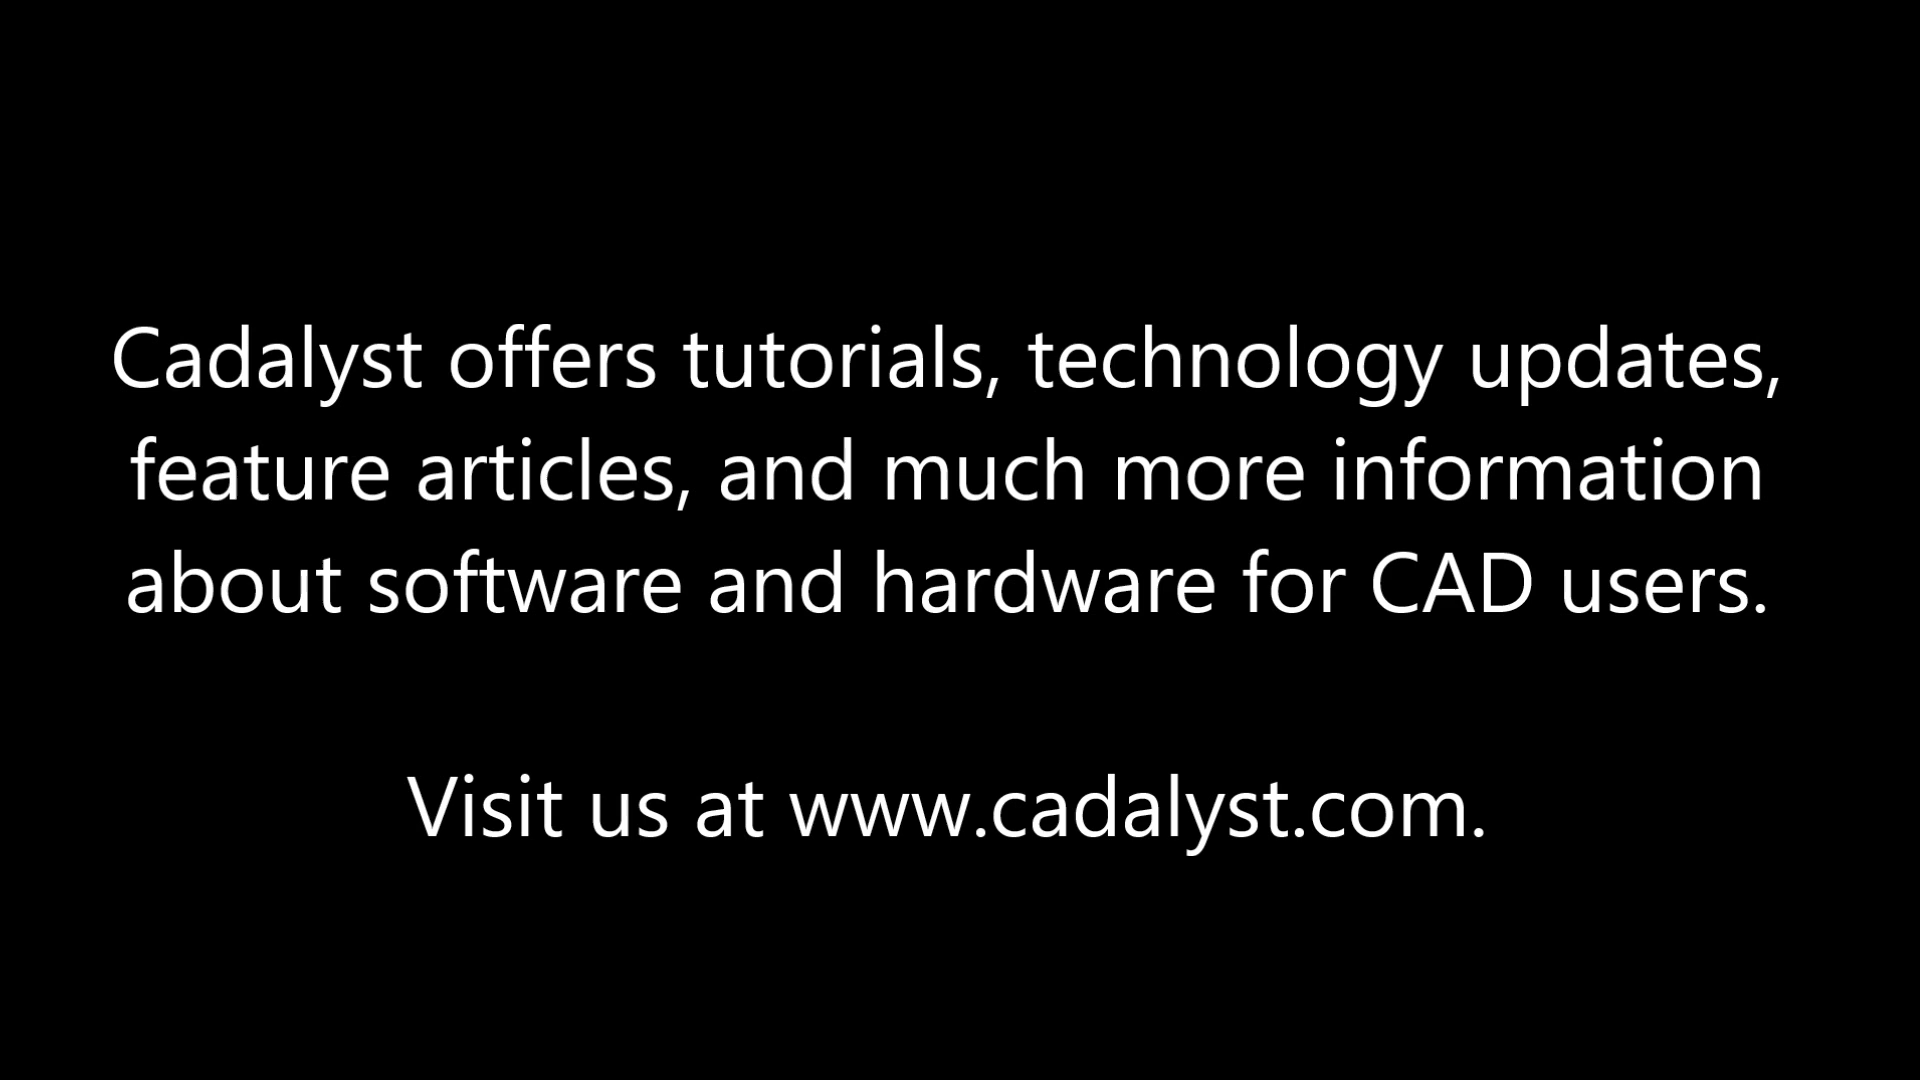 Cadalyst offers tutorials, technology updates,
feature articles, and much more information
about software and hardware for CAD users.
Visit us at www.cadalyst.com.